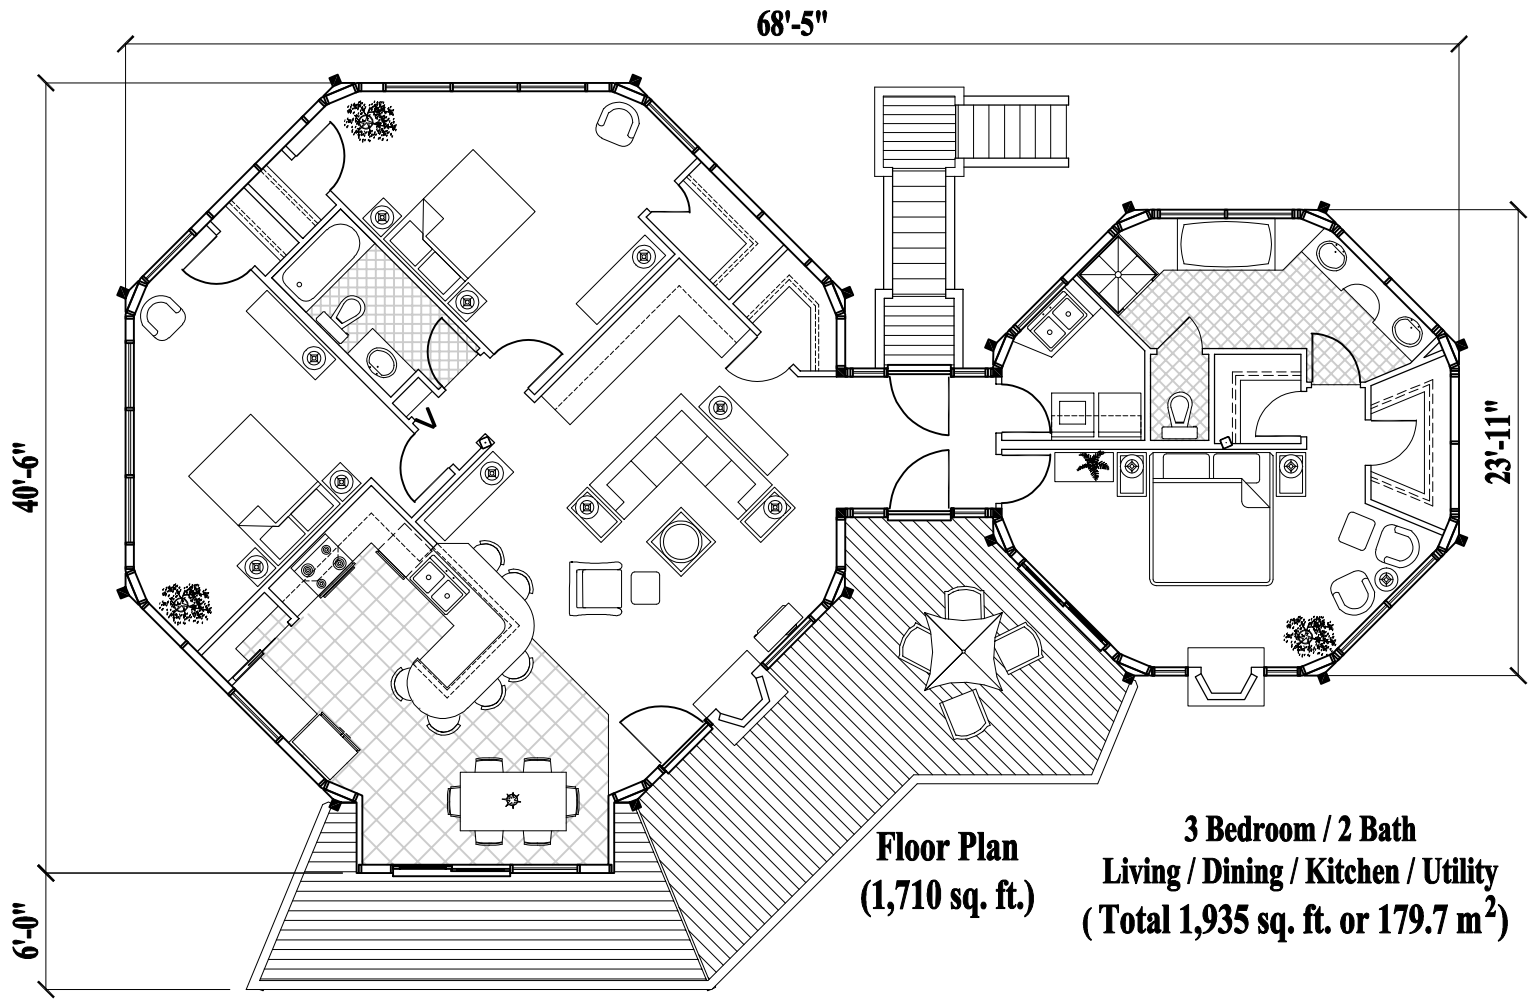 68'-5"
40'-6"
23'-11"
6'-0"
Floor Plan
(1,710 sq. ft.)
3 Bedroom / 2 Bath
Living / Dining / Kitchen / Utility
( Total 1,935 sq. ft. or 179.7 m²)